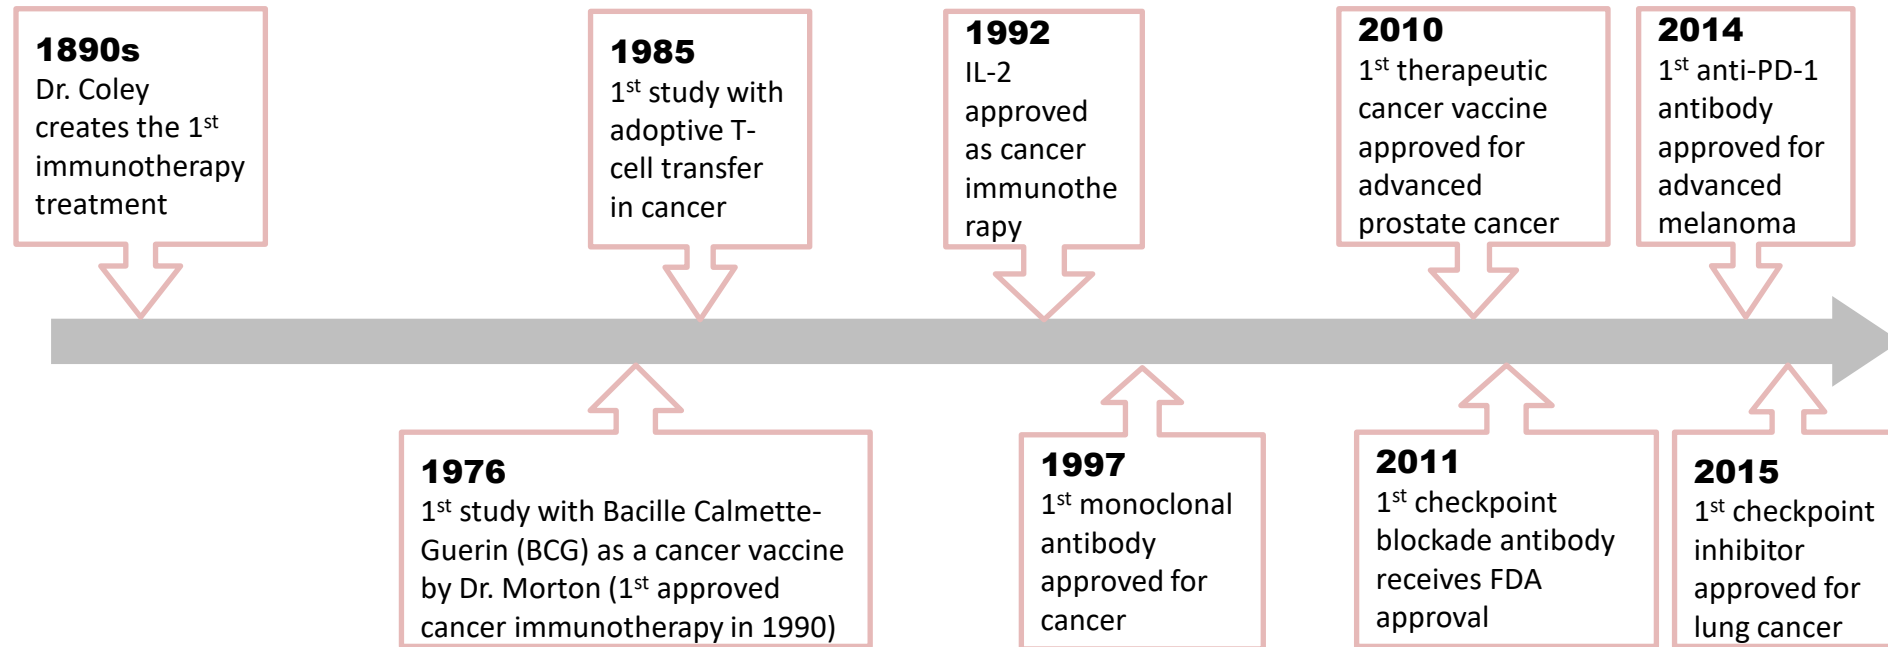 1890s
Dr. Coley
creates the 1st
immunotherapy
treatment
1985
1st study with
adoptive T-
cell transfer
in cancer
1992
IL-2
approved
as cancer
immunothe
rapy
2010
1st therapeutic
cancer vaccine
approved for
advanced
prostate cancer
2014
1st anti-PD-1
antibody
approved for
advanced
melanoma
1976
1st study with Bacille Calmette-
Guerin (BCG) as a cancer vaccine
by Dr. Morton (1st approved
cancer immunotherapy in 1990)
1997
1st monoclonal
antibody
approved for
cancer
2011
1st checkpoint
blockade antibody
receives FDA
approval
2015
1st checkpoint
inhibitor
approved for
lung cancer